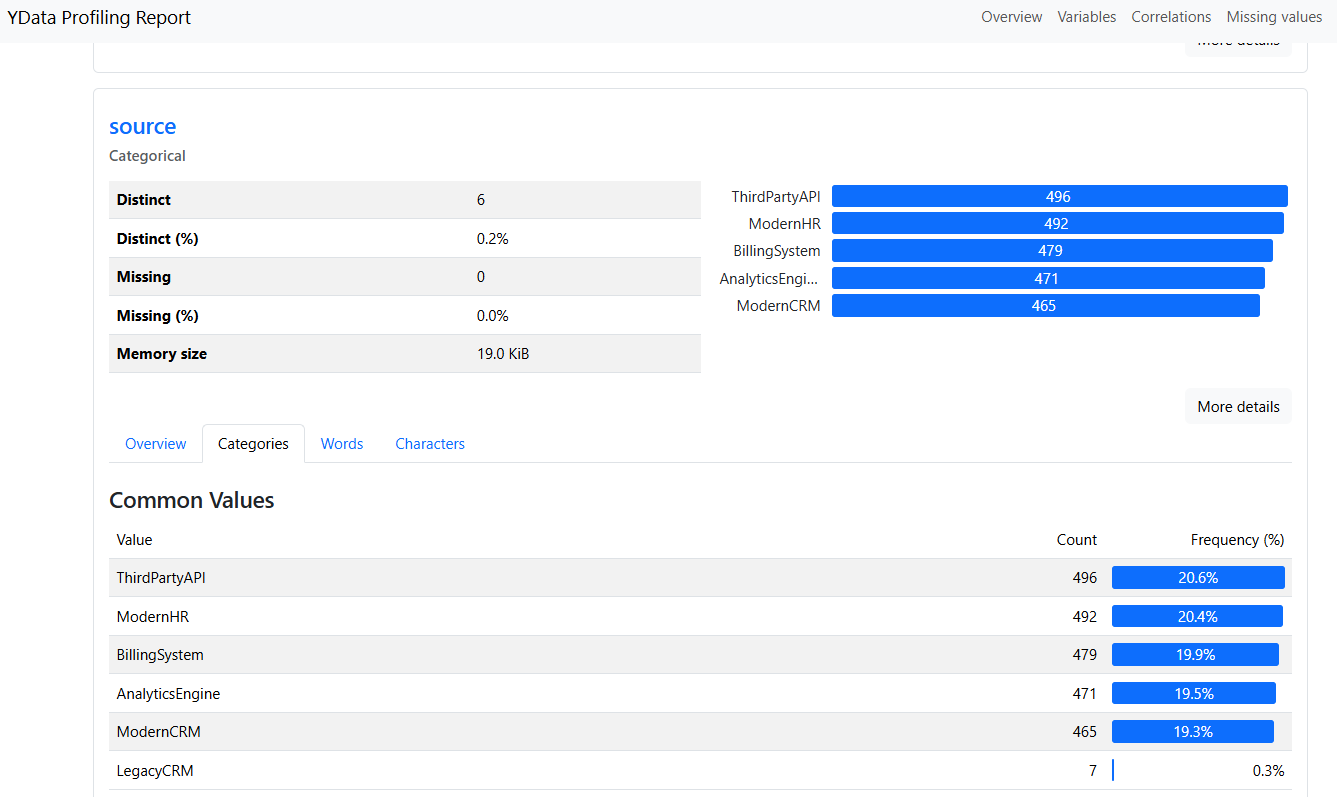 YData Profiling Report
Overview Variables Correlations Missing values
More details
source
Categorical
Distinct 6
Distinct (%) 0.2%
Missing 0
Missing (%) 0.0%
Memory size 19.0 KiB
ThirdPartyAPI 496
ModernHR 492
BillingSystem 479
AnalyticsEngi... 471
ModernCRM 465
More details
Overview Categories Words Characters
Common Values
Value Count Frequency (%)
ThirdPartyAPI 496 20.6%
ModernHR 492 20.4%
BillingSystem 479 19.9%
AnalyticsEngine 471 19.5%
ModernCRM 465 19.3%
LegacyCRM 7 0.3%